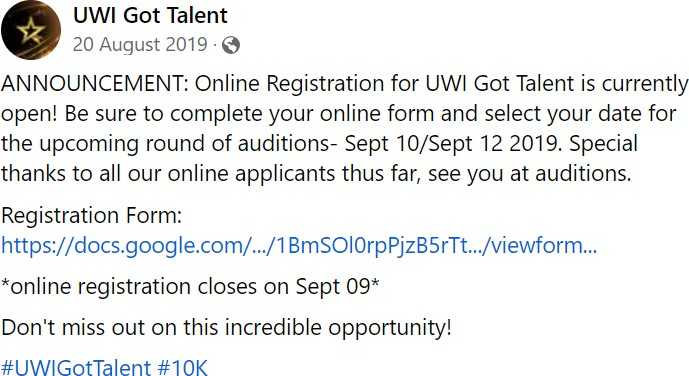 UWI Got Talent
20 August 2019 ·
ANNOUNCEMENT: Online Registration for UWI Got Talent is currently
open! Be sure to complete your online form and select your date for
the upcoming round of auditions- Sept 10/Sept 12 2019. Special
thanks to all our online applicants thus far, see you at auditions.
Registration Form:
https://docs.google.com/.../1BmSOl0rpPjzB5rTt.../viewform...
*online registration closes on Sept 09*
Don't miss out on this incredible opportunity!
#UWIGotTalent #10K